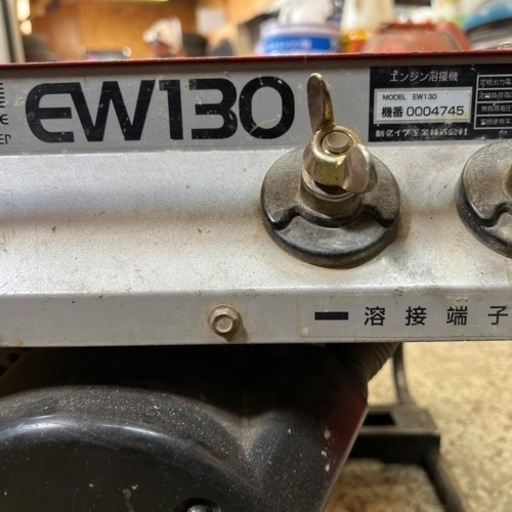 EW130
エンジン溶接機
MODEL EW130
機番 0004745
新ダイワ工業株式会社
ー 溶接端子